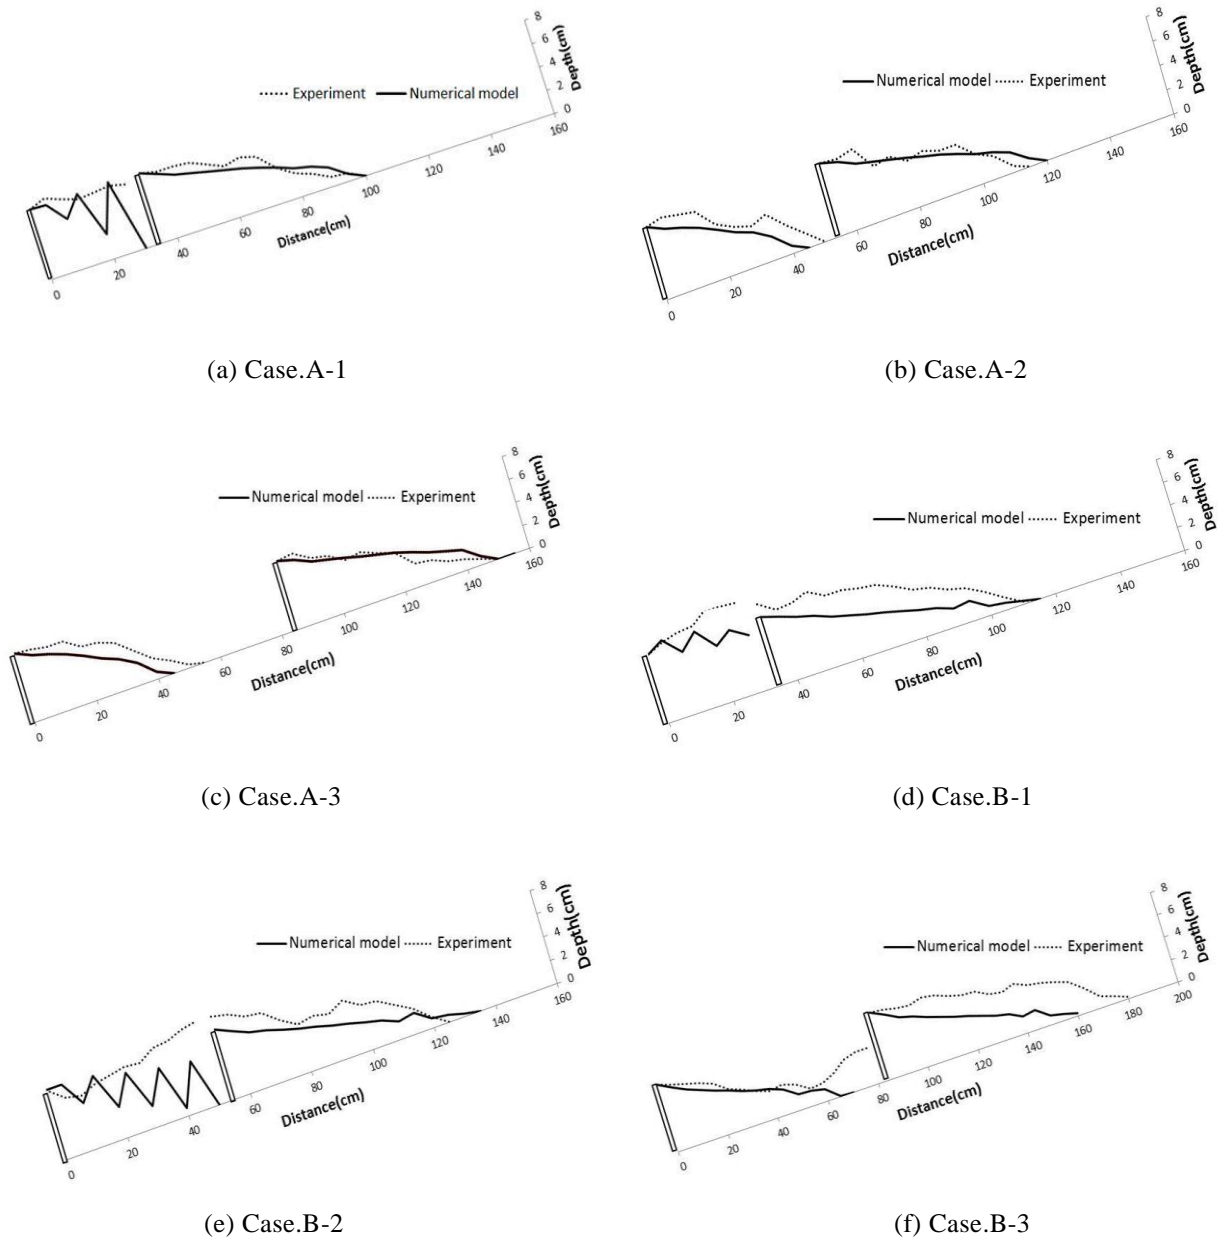 8
6
4
2
0
Depth(cm)
Experiment Numerical model
0 20 40 60 80 100 120 140 160
Distance(cm)
(a) Case.A-1
8
6
4
2
0
Depth(cm)
Numerical model Experiment
0 20 40 60 80 100 120 140 160
Distance(cm)
(b) Case.A-2
8
6
4
2
0
Depth(cm)
Numerical model Experiment
0 20 40 60 80 100 120 140 160
Distance(cm)
(c) Case.A-3
8
6
4
2
0
Depth(cm)
Numerical model Experiment
0 20 40 60 80 100 120 140 160
Distance(cm)
(d) Case.B-1
8
6
4
2
0
Depth(cm)
Numerical model Experiment
0 20 40 60 80 100 120 140 160
Distance(cm)
(e) Case.B-2
8
6
4
2
0
Depth(cm)
Numerical model Experiment
0 20 40 60 80 100 120 140 160 180 200
Distance(cm)
(f) Case.B-3